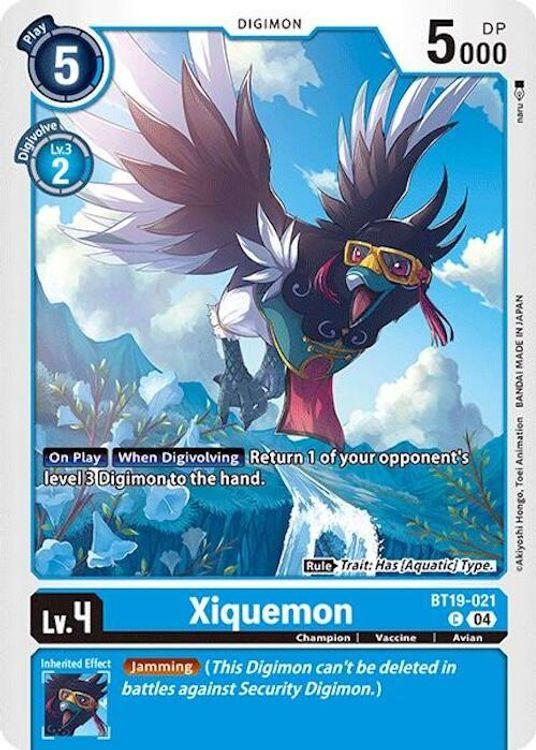 DIGIMON
Play
5
5000
DP
Digivolve
Lv.3
2
naru
©Akiyoshi Hongo, Toei Animation BANDAI MADE IN JAPAN
On Play When Digivolving Return 1 of your opponent's
level 3 Digimon to the hand.
Rule Trait: Has [Aquatic] Type.
Lv.4
Xiquemon
BT19-021
C 04
Champion | Vaccine | Avian
Inherited Effect
Jamming (This Digimon can't be deleted in
battles against Security Digimon.)